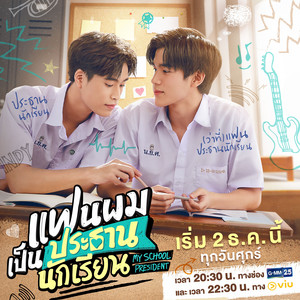 ประธาน
นักเรียน
(ว่าที่)แฟน
ประธานนักเรียน
แฟนผม
เป็นประธาน
นักเรียน
MY SCHOOL
PRESIDENT
เริ่ม 2 ธ.ค. นี้
ทุกวันศุกร์
เวลา 20:30 น. ทางช่อง GMM 25
และ เวลา 22:30 น. ทาง viu